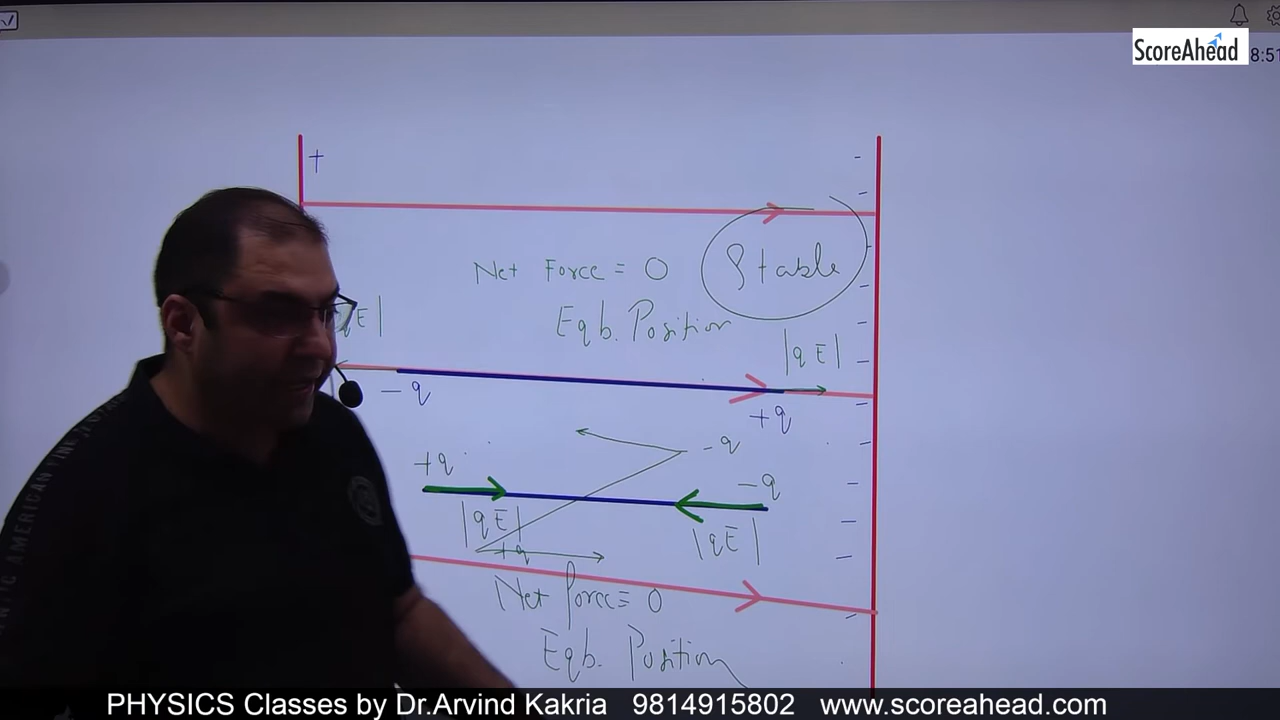 ScoreAhead
8:51
+
Net Force = 0
Stable
Eqb. Position
qE|
|qE|
-q
+q
-q
+q
-q
|qE|
|qE|
+q
Net force = 0
Eqb. Position
PHYSICS Classes by Dr.Arvind Kakria 9814915802 www.scoreahead.com